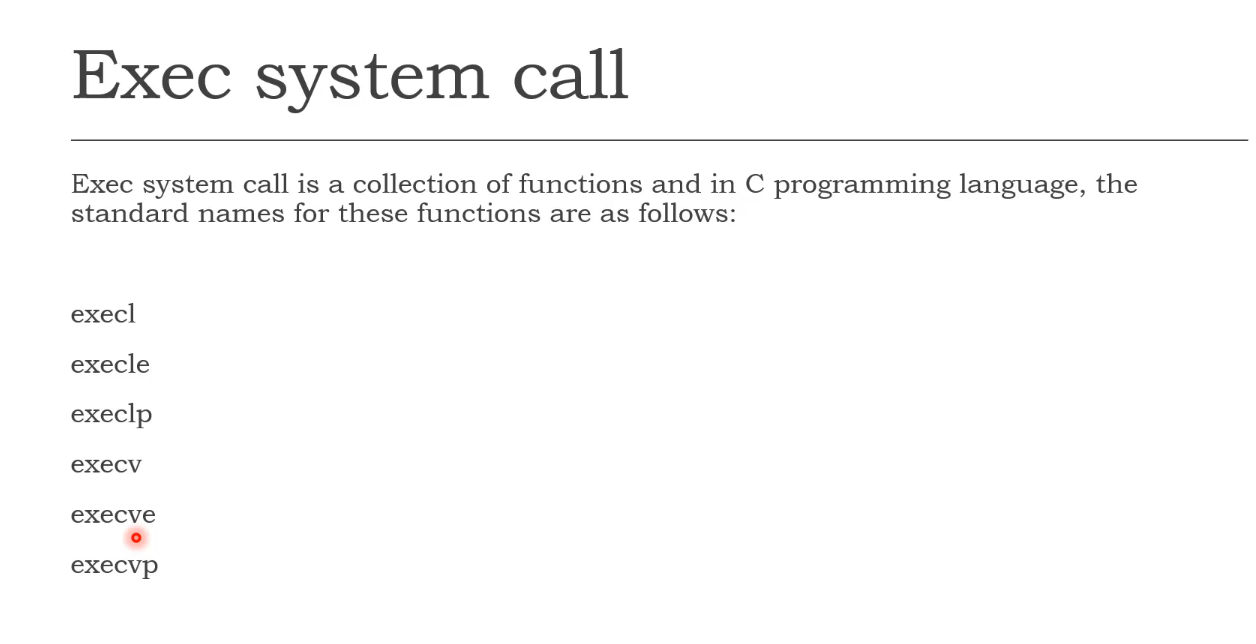 Exec system call
Exec system call is a collection of functions and in C programming language, the
standard names for these functions are as follows:
execl
execle
execlp
execv
execve
execvp